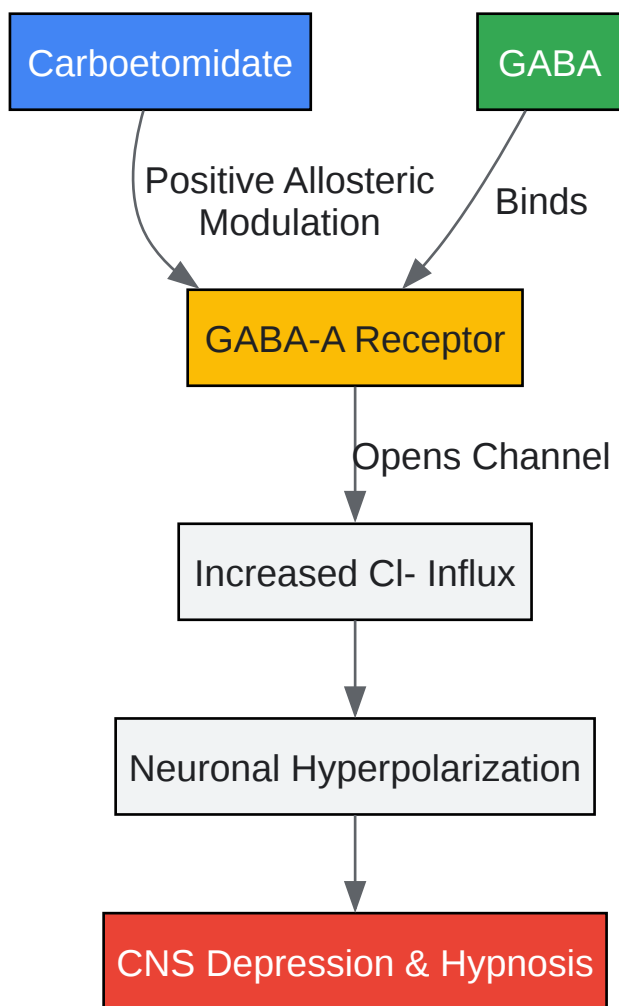 Carboetomidate
GABA
Positive Allosteric
Modulation
Binds
GABA-A Receptor
Opens Channel
Increased Cl- Influx
Neuronal Hyperpolarization
CNS Depression & Hypnosis